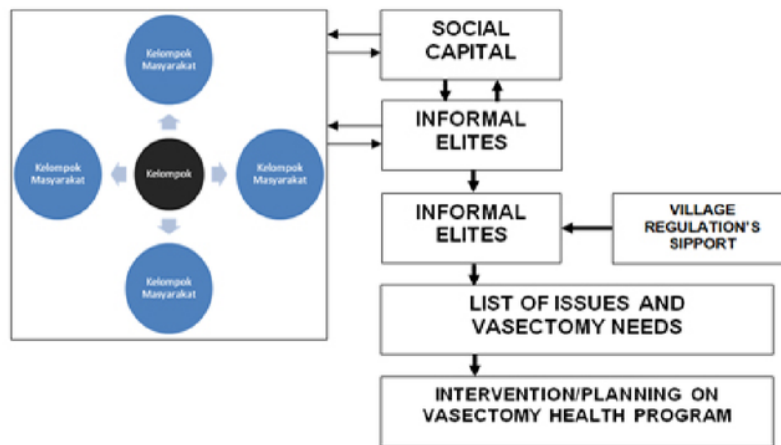 Kelompok
Masyarakat
Kelompok
Masyarakat
Kelompok
Kelompok
Masyarakat
Kelompok
Masyarakat
SOCIAL
CAPITAL
INFORMAL
ELITES
INFORMAL
ELITES
VILLAGE
REGULATION'S
SIPPORT
LIST OF ISSUES AND
VASECTOMY NEEDS
INTERVENTION/PLANNING ON
VASECTOMY HEALTH PROGRAM